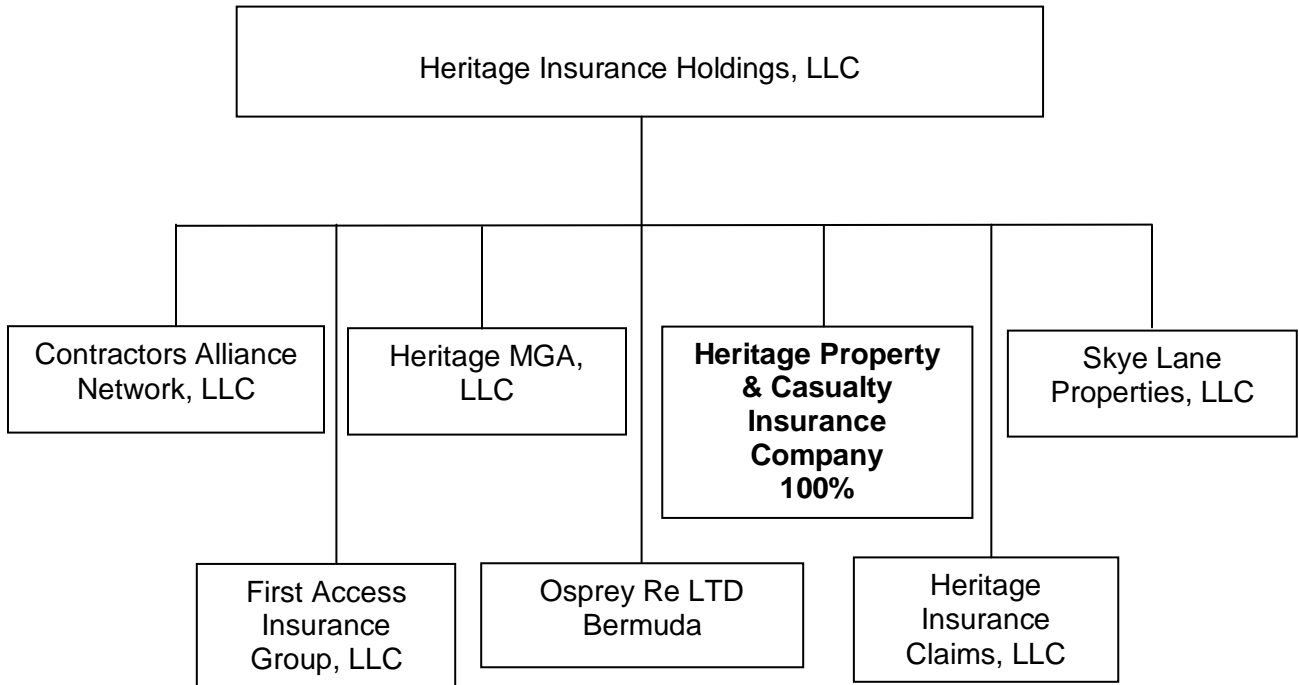 Heritage Insurance Holdings, LLC
Contractors Alliance
Network, LLC
Heritage MGA,
LLC
Heritage Property
& Casualty
Insurance
Company
100%
Skye Lane
Properties, LLC
First Access
Insurance
Group, LLC
Osprey Re LTD
Bermuda
Heritage
Insurance
Claims, LLC